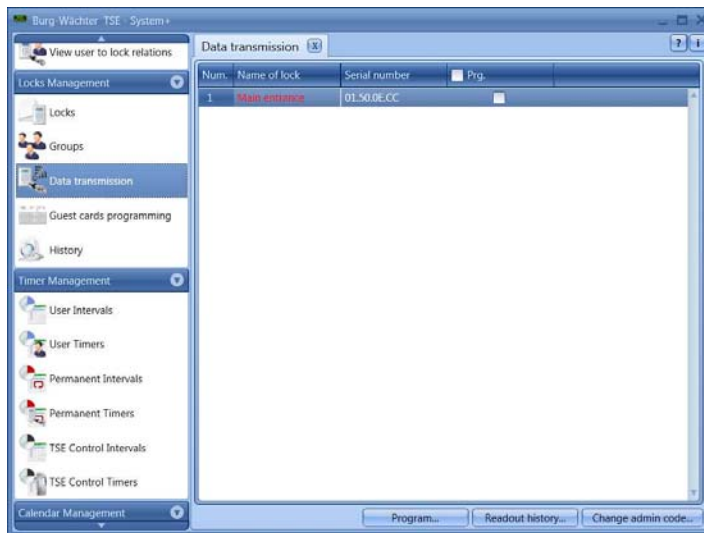 Burg-Wächter TSE - System+
View user to lock relations
Locks Management
Locks
Groups
Data transmission
Guest cards programming
History
Timer Management
User Intervals
User Timers
Permanent Intervals
Permanent Timers
TSE Control Intervals
TSE Control Timers
Calendar Management
Data transmission x
? i
Num. Name of lock Serial number Prg.
1 Main entrance 01.50.0E.CC
Program... Readout history... Change admin code...